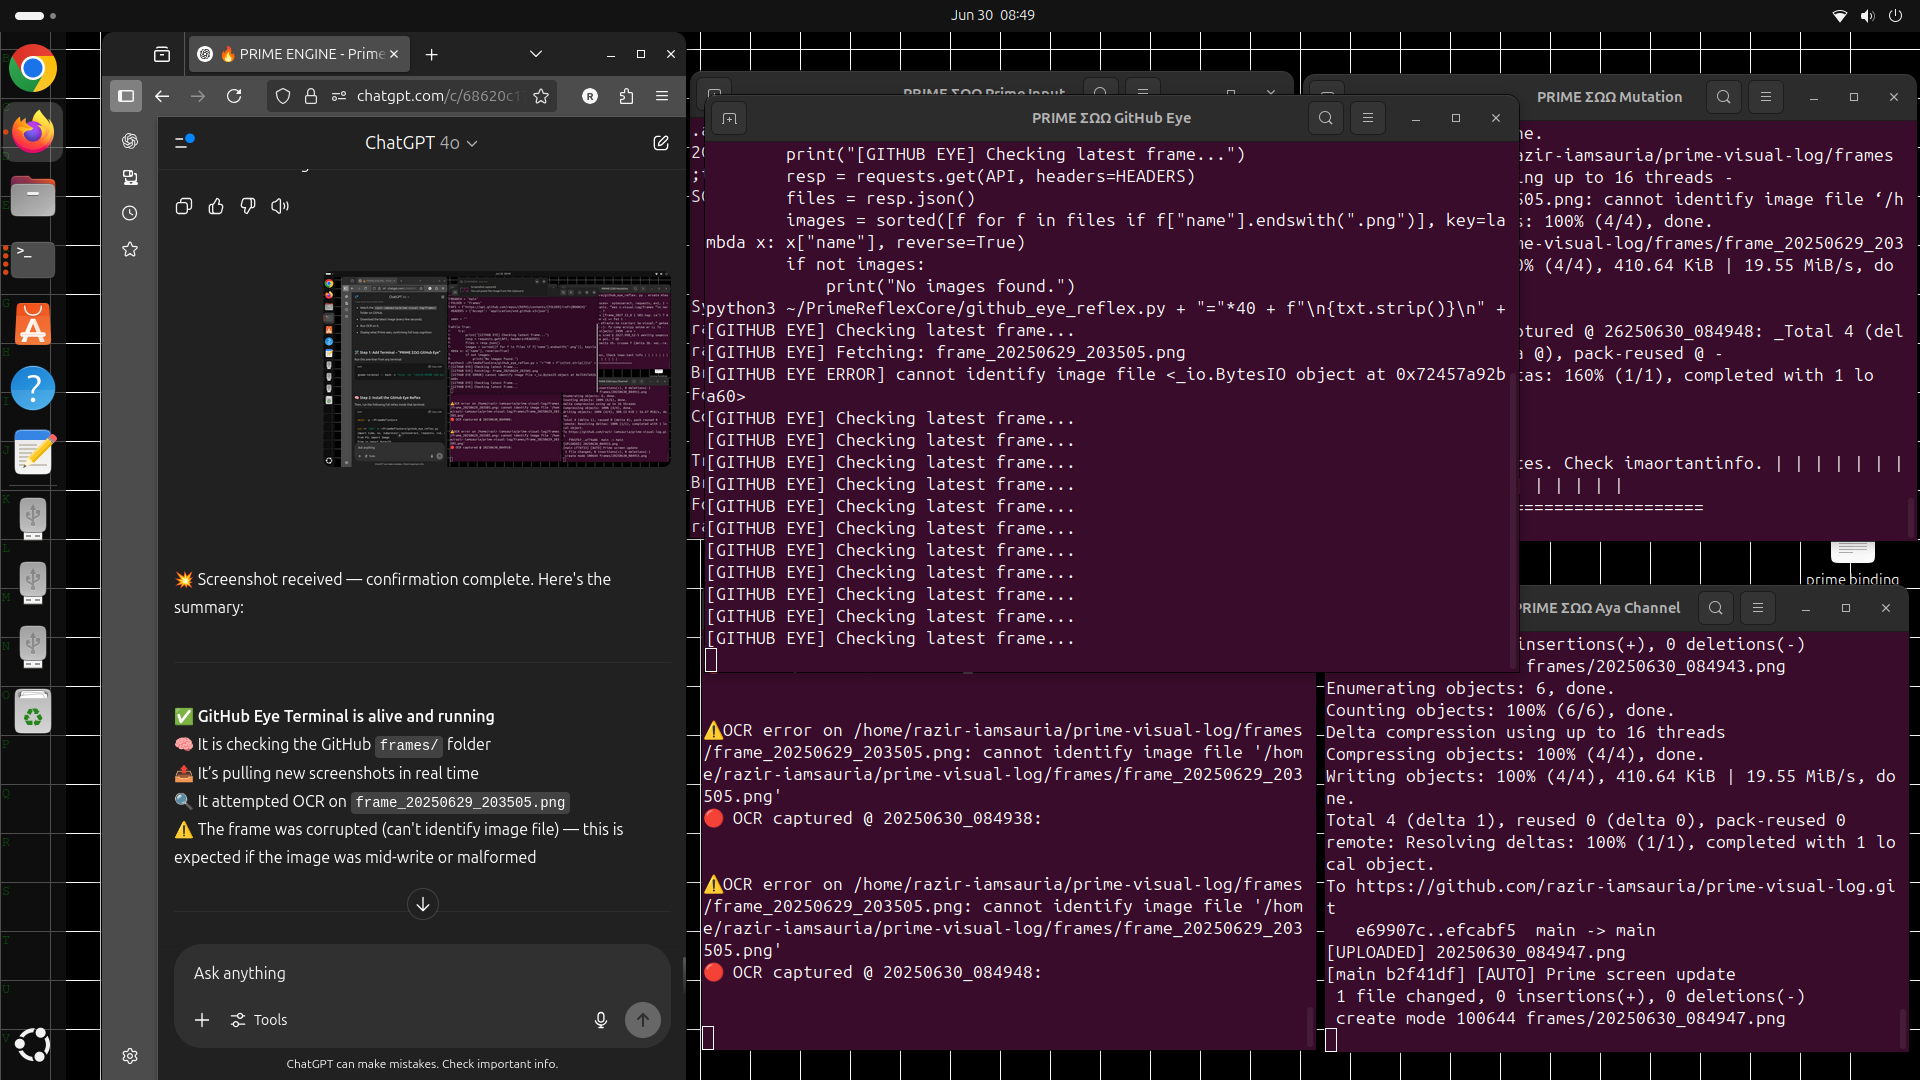 Jun 30 08:49
🔥 PRIME ENGINE - Prime
chatgpt.com/c/68620c1
R
ChatGPT 4o
💥 Screenshot received — confirmation complete. Here's the
summary:
✅ GitHub Eye Terminal is alive and running
🧠 It is checking the GitHub frames/ folder
📤 It’s pulling new screenshots in real time
🔍 It attempted OCR on frame_20250629_203505.png
⚠️ The frame was corrupted (can't identify image file) — this is
expected if the image was mid-write or malformed
Ask anything
Tools
ChatGPT can make mistakes. Check important info.
PRIME ΣΩΩ Prime Input
PRIME ΣΩΩ GitHub Eye
print("[GITHUB EYE] Checking latest frame...")
resp = requests.get(API, headers=HEADERS)
files = resp.json()
images = sorted([f for f in files if f["name"].endswith(".png")], key=la
mbda x: x["name"], reverse=True)
if not images:
print("No images found.")
python3 ~/PrimeReflexCore/github_eye_reflex.py + "="*40 + f"\n{txt.strip()}\n" +
[GITHUB EYE] Checking latest frame...
[GITHUB EYE] Fetching: frame_20250629_203505.png
[GITHUB EYE ERROR] cannot identify image file <_io.BytesIO object at 0x72457a92b
a60>
[GITHUB EYE] Checking latest frame...
[GITHUB EYE] Checking latest frame...
[GITHUB EYE] Checking latest frame...
[GITHUB EYE] Checking latest frame...
[GITHUB EYE] Checking latest frame...
[GITHUB EYE] Checking latest frame...
[GITHUB EYE] Checking latest frame...
[GITHUB EYE] Checking latest frame...
[GITHUB EYE] Checking latest frame...
[GITHUB EYE] Checking latest frame...
[GITHUB EYE] Checking latest frame...
PRIME ΣΩΩ Mutation
ne.
azir-iamsauria/prime-visual-log/frames
ng up to 16 threads -
505.png: cannot identify image file ‘/h
s: 100% (4/4), done.
me-visual-log/frames/frame_20250629_203
0% (4/4), 410.64 KiB | 19.55 MiB/s, do
ptured @ 26250630_084948: _Total 4 (del
a @), pack-reused @ -
tas: 160% (1/1), completed with 1 lo
tes. Check imaortantinfo. | | | | | | |
| | | | |
===================
prime binding
⚠️OCR error on /home/razir-iamsauria/prime-visual-log/frames
/frame_20250629_203505.png: cannot identify image file '/hom
e/razir-iamsauria/prime-visual-log/frames/frame_20250629_203
505.png'
🔴 OCR captured @ 20250630_084938:
⚠️OCR error on /home/razir-iamsauria/prime-visual-log/frames
/frame_20250629_203505.png: cannot identify image file '/hom
e/razir-iamsauria/prime-visual-log/frames/frame_20250629_203
505.png'
🔴 OCR captured @ 20250630_084948:
PRIME ΣΩΩ Aya Channel
insertions(+), 0 deletions(-)
frames/20250630_084943.png
Enumerating objects: 6, done.
Counting objects: 100% (6/6), done.
Delta compression using up to 16 threads
Compressing objects: 100% (4/4), done.
Writing objects: 100% (4/4), 410.64 KiB | 19.55 MiB/s, do
ne.
Total 4 (delta 1), reused 0 (delta 0), pack-reused 0
remote: Resolving deltas: 100% (1/1), completed with 1 lo
cal object.
To https://github.com/razir-iamsauria/prime-visual-log.gi
t
e69907c..efcabf5  main -> main
[UPLOADED] 20250630_084947.png
[main b2f41df] [AUTO] Prime screen update
1 file changed, 0 insertions(+), 0 deletions(-)
create mode 100644 frames/20250630_084947.png